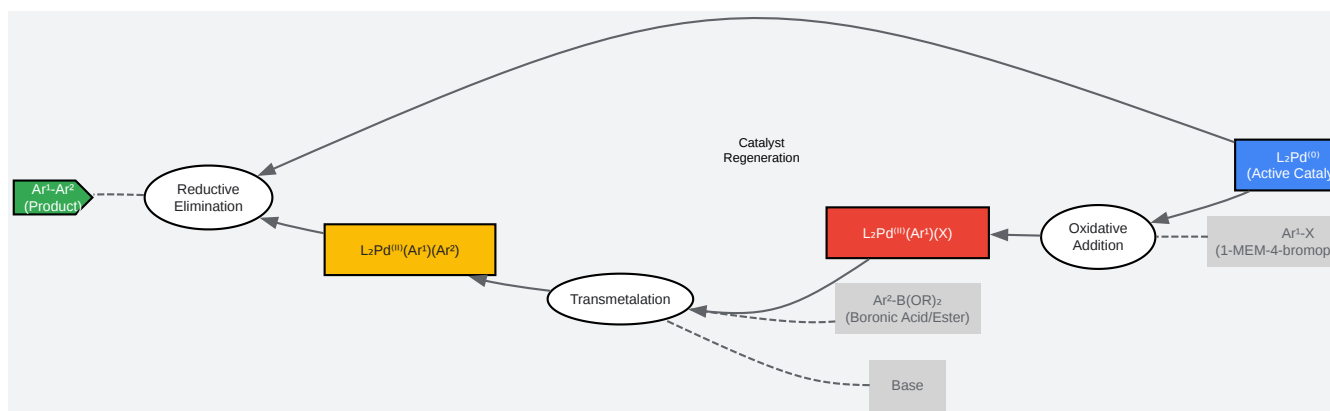 Catalyst
Regeneration
L₂Pd⁽⁰⁾
(Active Cataly
Ar¹-Ar²
(Product)
Reductive
Elimination
Oxidative
Addition
L₂Pd⁽ᴵᴵ⁾(Ar¹)(X)
Ar¹-X
(1-MEM-4-bromop
L₂Pd⁽ᴵᴵ⁾(Ar¹)(Ar²)
Transmetalation
Ar²-B(OR)₂
(Boronic Acid/Ester)
Base